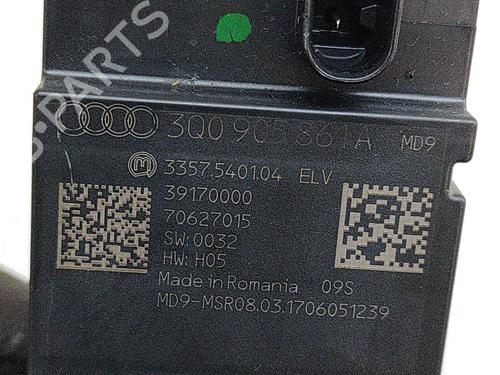 B-PARTS
3Q0 905 861 A MD9
3357.5401.04 ELV
39170000
70627015
SW:0032
HW: H05
Made in Romania 09S
MD9-MSR08.03.1706051239